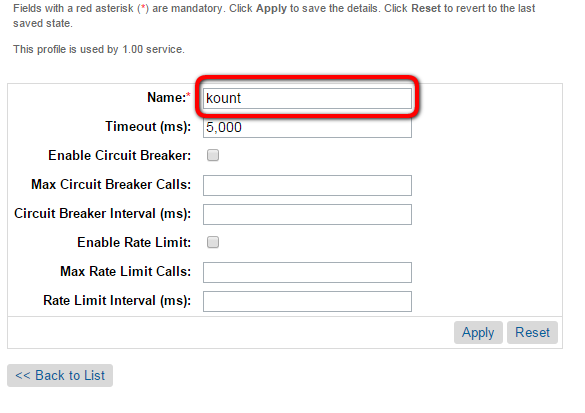 Fields with a red asterisk (*) are mandatory. Click Apply to save the details. Click Reset to revert to the last
saved state.
This profile is used by 1.00 service.
Name:* kount
Timeout (ms): 5,000
Enable Circuit Breaker:
Max Circuit Breaker Calls:
Circuit Breaker Interval (ms):
Enable Rate Limit:
Max Rate Limit Calls:
Rate Limit Interval (ms):
Apply Reset
<< Back to List